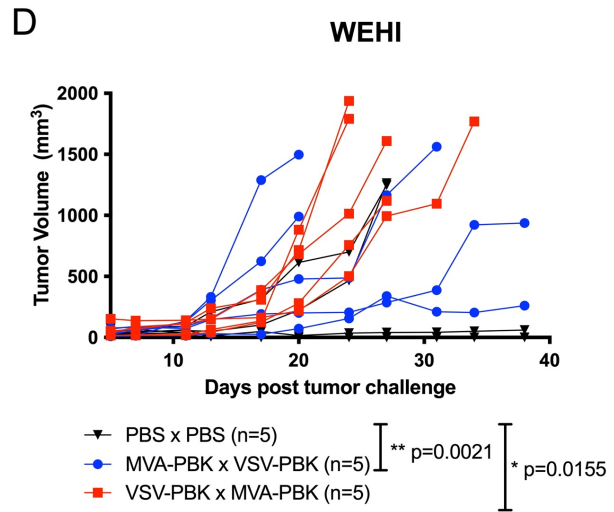 D
WEHI
Tumor Volume (mm³)
2000
1500
1000
500
0
10
20
30
40
Days post tumor challenge
PBS x PBS (n=5)
MVA-PBK x VSV-PBK (n=5)
VSV-PBK x MVA-PBK (n=5)
** p=0.0021
* p=0.0155